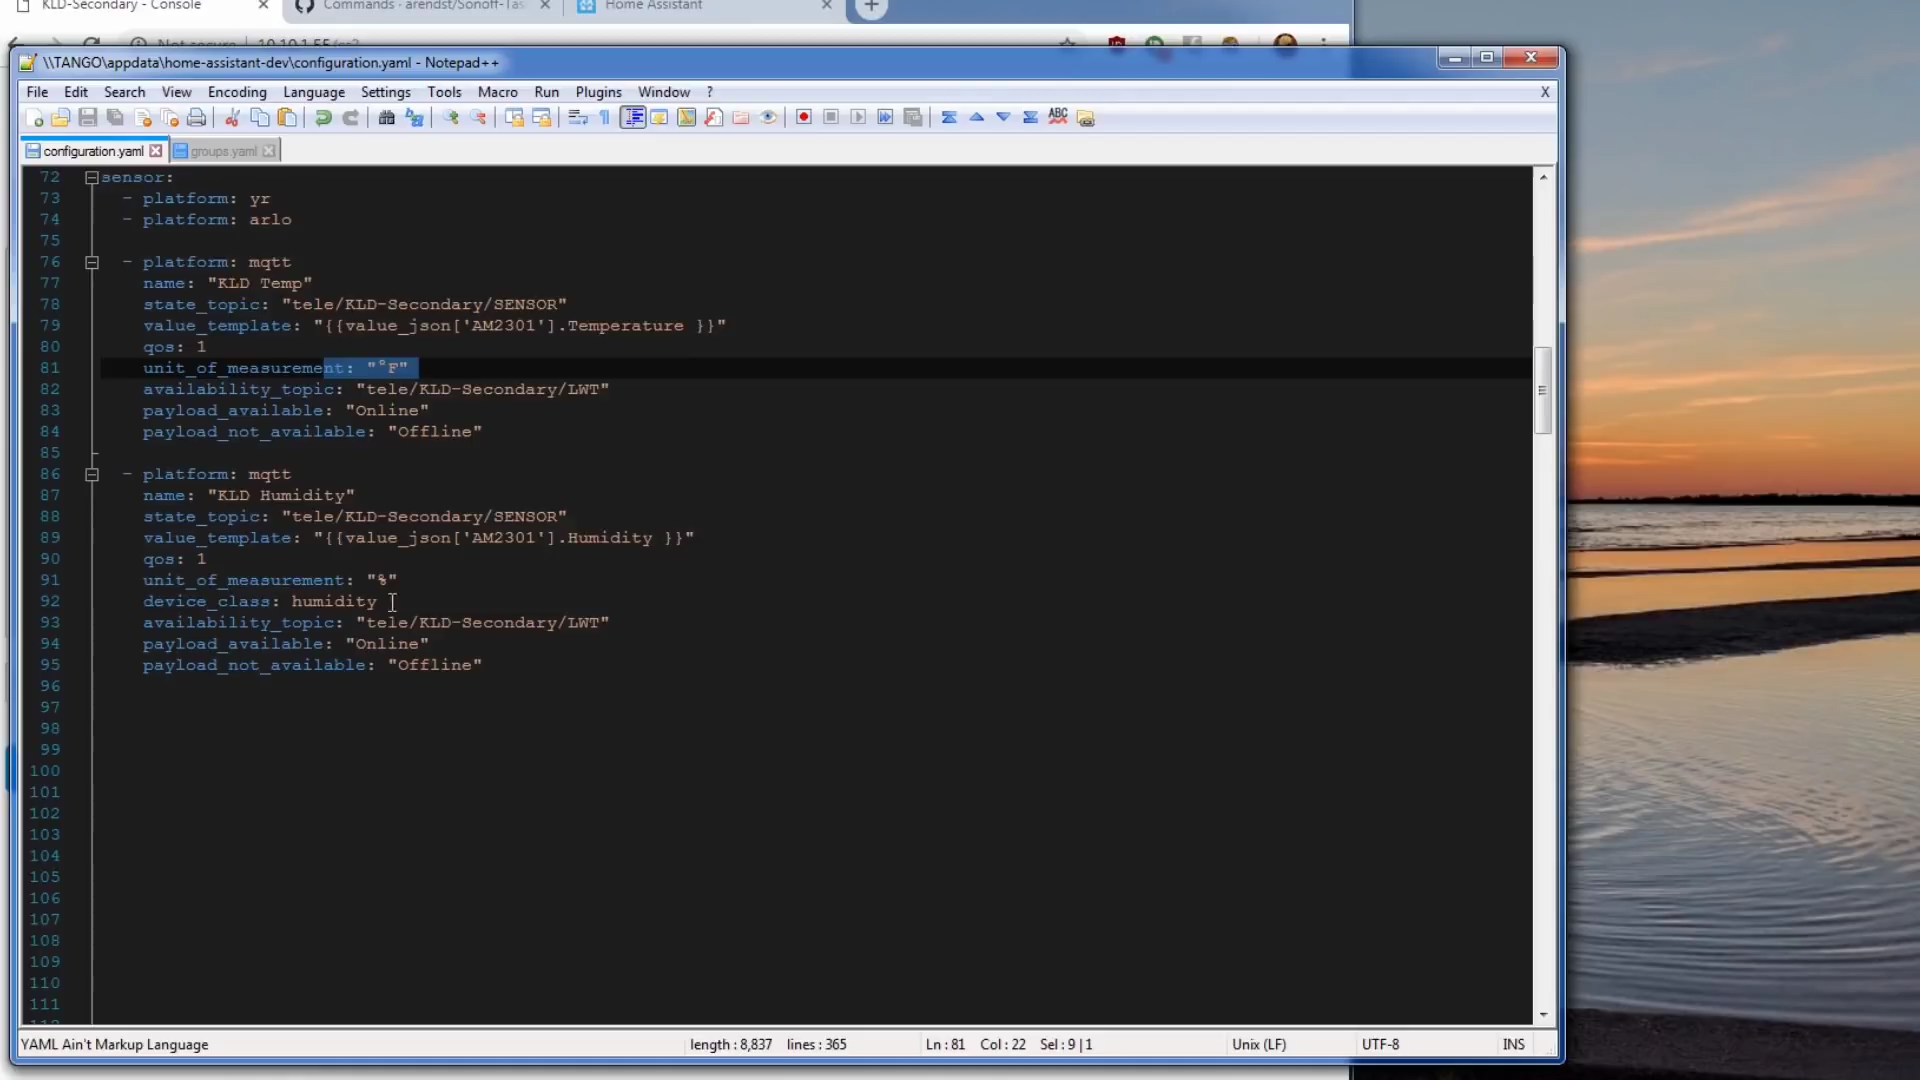 KLD-Secondary - Console
Commands · arendst/Sonoff-Tas
Home Assistant
Not secure | 10.10.1.55/cs?
\\TANGO\appdata\home-assistant-dev\configuration.yaml - Notepad++
File Edit Search View Encoding Language Settings Tools Macro Run Plugins Window ? X
configuration.yaml
groups.yaml
72 sensor:
73 - platform: yr
74 - platform: arlo
75
76 - platform: mqtt
77 name: "KLD Temp"
78 state_topic: "tele/KLD-Secondary/SENSOR"
79 value_template: "{{value_json['AM2301'].Temperature }}"
80 qos: 1
81 unit_of_measurement: "°F"
82 availability_topic: "tele/KLD-Secondary/LWT"
83 payload_available: "Online"
84 payload_not_available: "Offline"
85
86 - platform: mqtt
87 name: "KLD Humidity"
88 state_topic: "tele/KLD-Secondary/SENSOR"
89 value_template: "{{value_json['AM2301'].Humidity }}"
90 qos: 1
91 unit_of_measurement: "%"
92 device_class: humidity
93 availability_topic: "tele/KLD-Secondary/LWT"
94 payload_available: "Online"
95 payload_not_available: "Offline"
96
97
98
99
100
101
102
103
104
105
106
107
108
109
110
111
YAML Ain't Markup Language length : 8,837 lines : 365 Ln : 81 Col : 22 Sel : 9 | 1 Unix (LF) UTF-8 INS